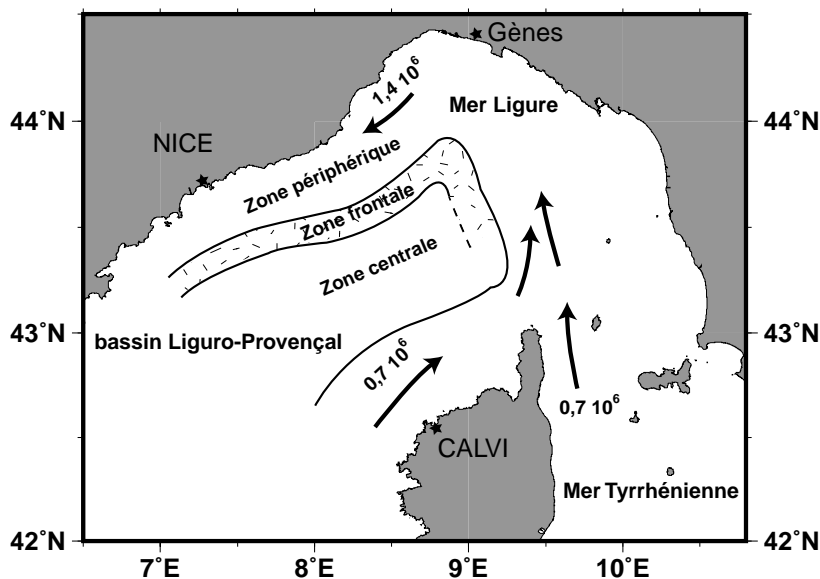 Gènes
1,4 10⁶
Mer Ligure
44°N
44°N
NICE
Zone périphérique
Zone frontale
Zone centrale
43°N
43°N
bassin Liguro-Provençal
0,7 10⁶
0,7 10⁶
CALVI
Mer Tyrrhénienne
42°N
42°N
7°E
8°E
9°E
10°E